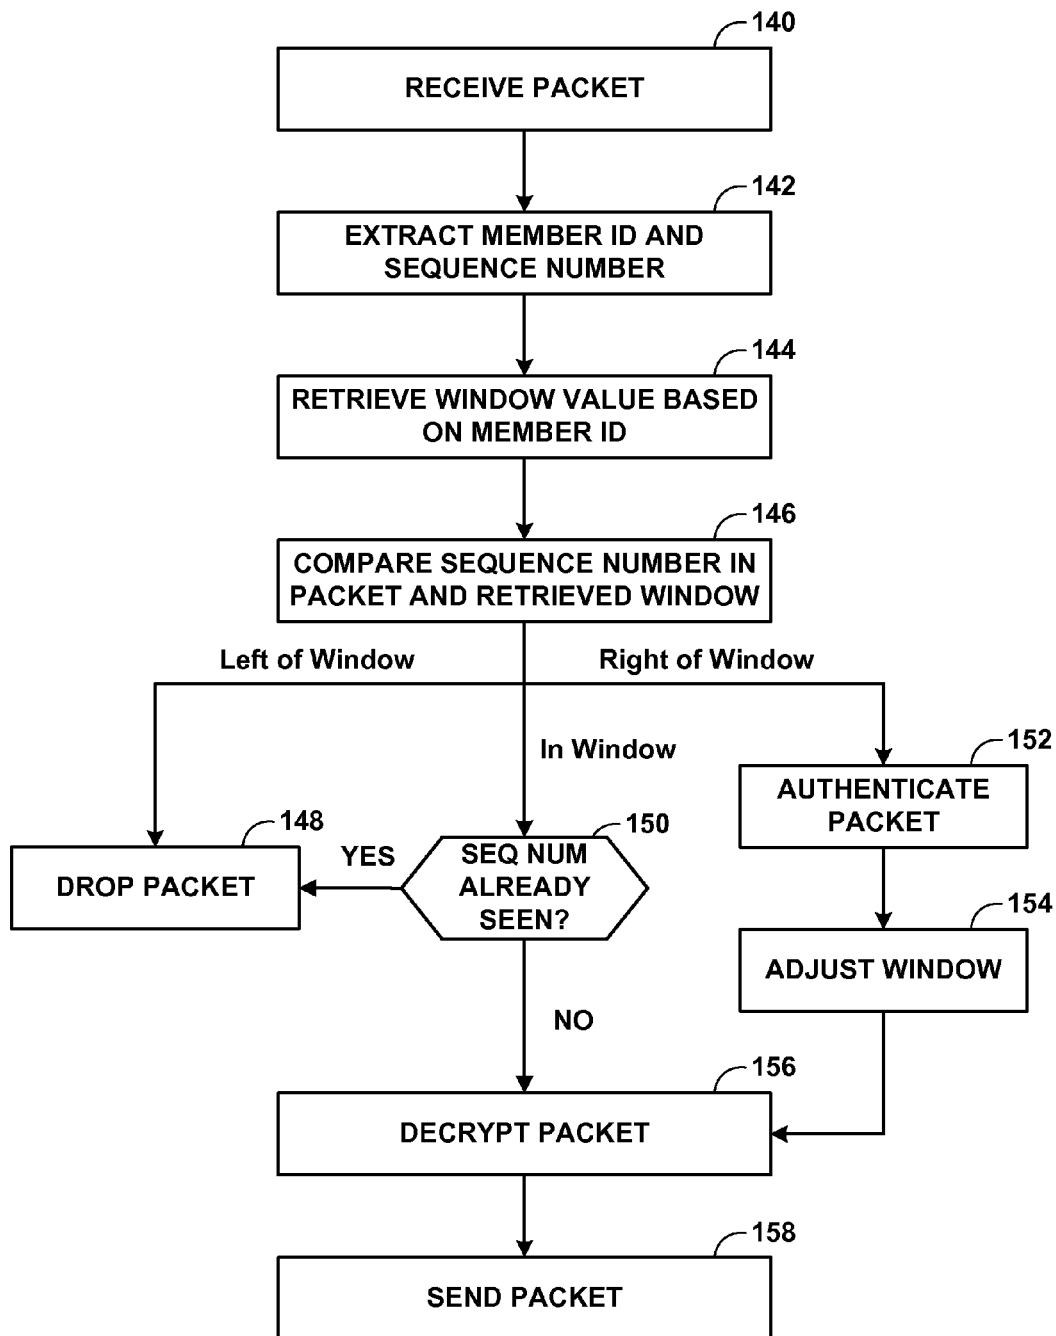 140
RECEIVE PACKET
142
EXTRACT MEMBER ID AND
SEQUENCE NUMBER
144
RETRIEVE WINDOW VALUE BASED
ON MEMBER ID
146
COMPARE SEQUENCE NUMBER IN
PACKET AND RETRIEVED WINDOW
Left of Window
Right of Window
In Window
152
AUTHENTICATE
PACKET
148
DROP PACKET
YES
150
SEQ NUM
ALREADY
SEEN?
154
ADJUST WINDOW
NO
156
DECRYPT PACKET
158
SEND PACKET